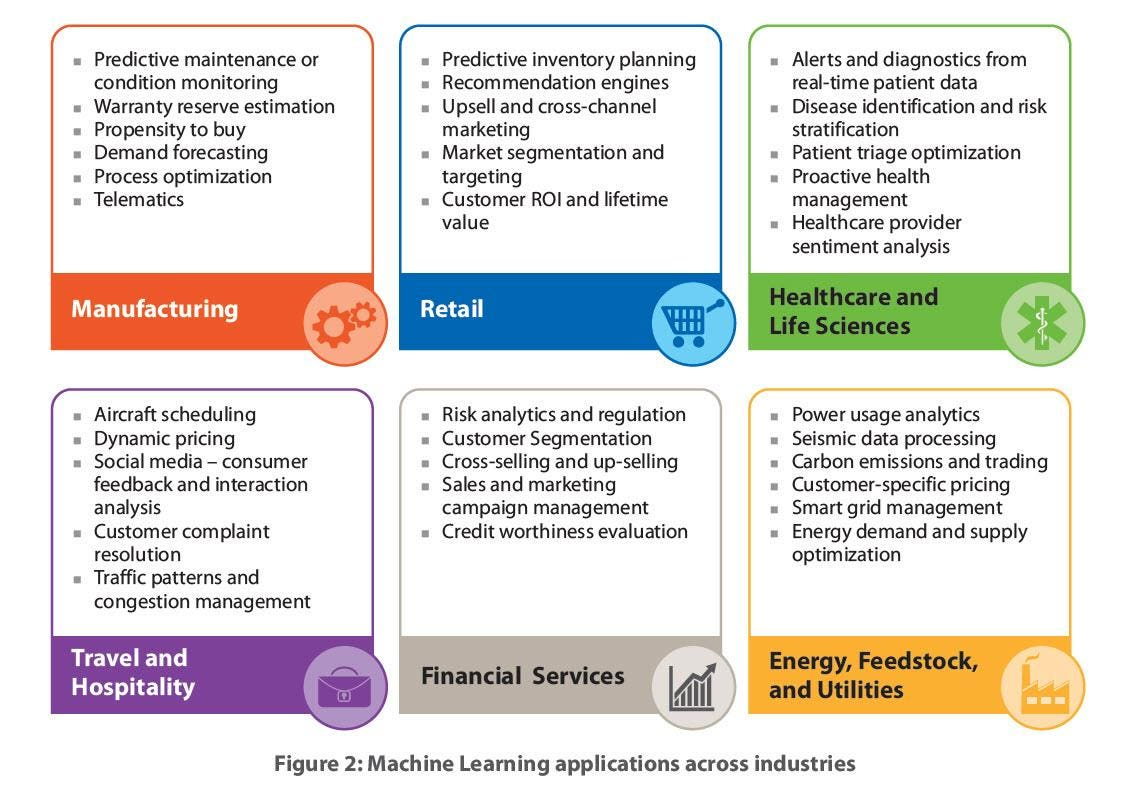 Predictive maintenance or
condition monitoring
Warranty reserve estimation
Propensity to buy
Demand forecasting
Process optimization
Telematics
Manufacturing
Predictive inventory planning
Recommendation engines
Upsell and cross-channel
marketing
Market segmentation and
targeting
Customer ROI and lifetime
value
Retail
Alerts and diagnostics from
real-time patient data
Disease identification and risk
stratification
Patient triage optimization
Proactive health
management
Healthcare provider
sentiment analysis
Healthcare and
Life Sciences
Aircraft scheduling
Dynamic pricing
Social media – consumer
feedback and interaction
analysis
Customer complaint
resolution
Traffic patterns and
congestion management
Travel and
Hospitality
Risk analytics and regulation
Customer Segmentation
Cross-selling and up-selling
Sales and marketing
campaign management
Credit worthiness evaluation
Financial Services
Power usage analytics
Seismic data processing
Carbon emissions and trading
Customer-specific pricing
Smart grid management
Energy demand and supply
optimization
Energy, Feedstock,
and Utilities
Figure 2: Machine Learning applications across industries